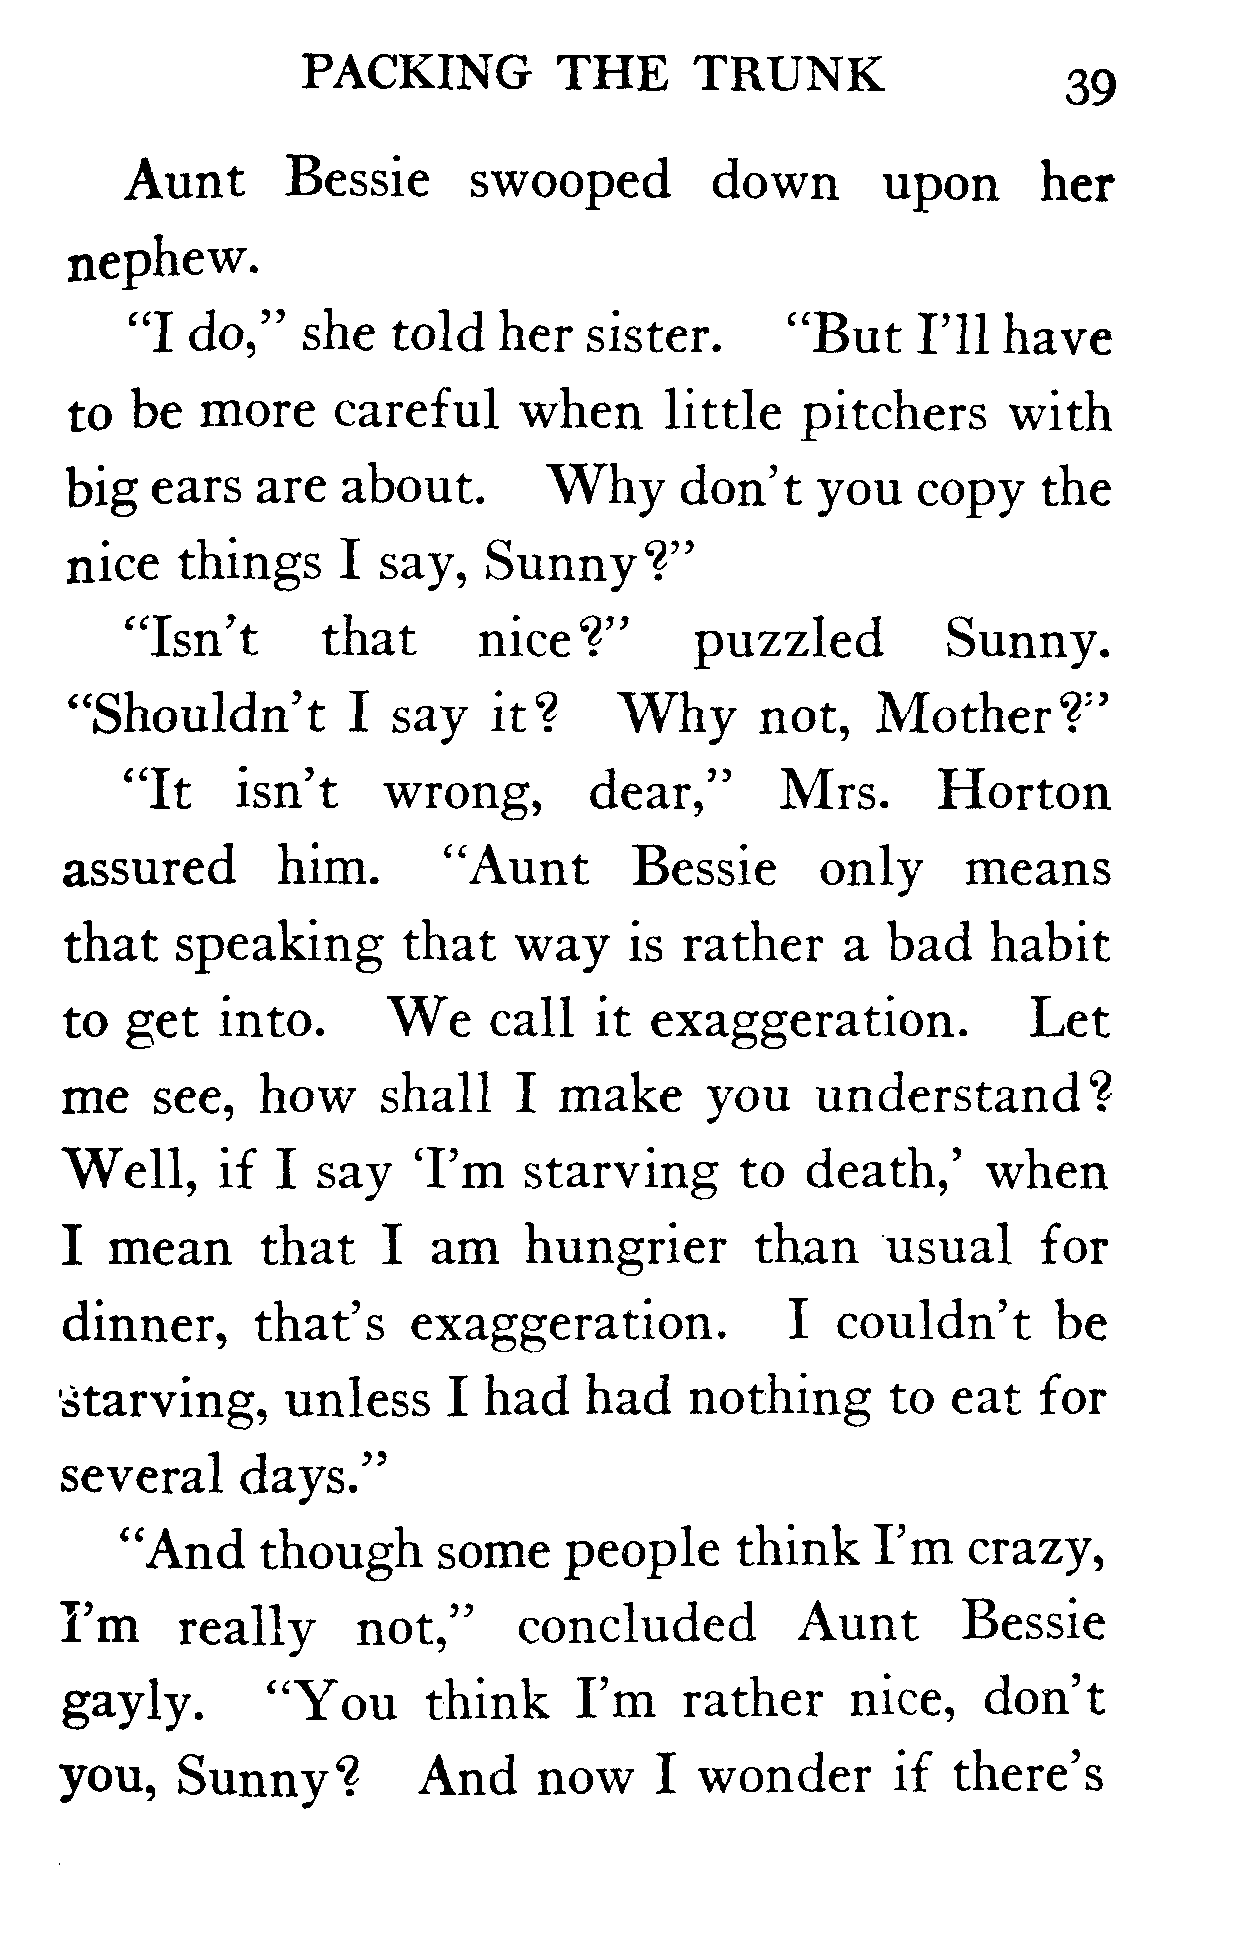 PACKING THE TRUNK 39
Aunt Bessie swooped down upon her
nephew.
“I do,” she told her sister. “But I’ll have
to be more careful when little pitchers with
big ears are about. Why don’t you copy the
nice things I say, Sunny?”
“Isn’t that nice?” puzzled Sunny.
“Shouldn’t I say it? Why not, Mother?”
“It isn’t wrong, dear,” Mrs. Horton
assured him. “Aunt Bessie only means
that speaking that way is rather a bad habit
to get into. We call it exaggeration. Let
me see, how shall I make you understand?
Well, if I say ‘I’m starving to death,’ when
I mean that I am hungrier than usual for
dinner, that’s exaggeration. I couldn’t be
starving, unless I had had nothing to eat for
several days.”
“And though some people think I’m crazy,
I’m really not,” concluded Aunt Bessie
gayly. “You think I’m rather nice, don’t
you, Sunny? And now I wonder if there’s